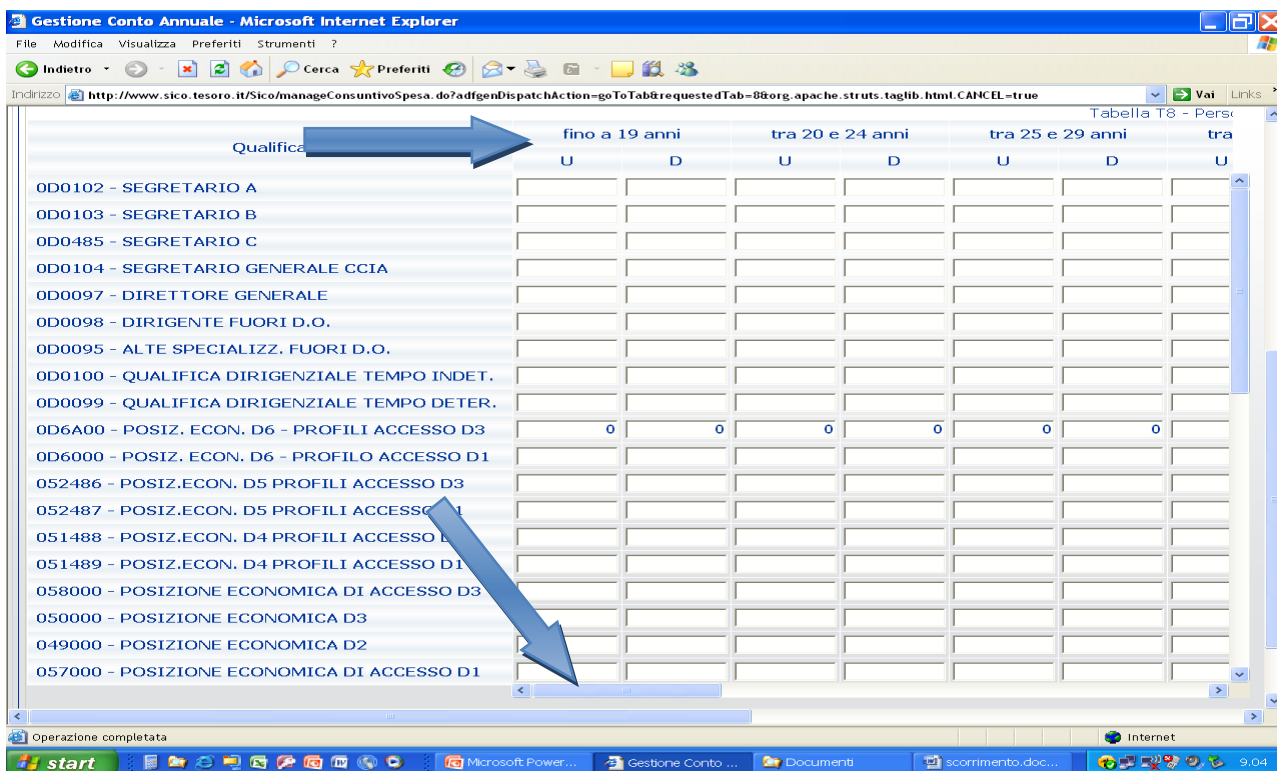 Gestione Conto Annuale - Microsoft Internet Explorer
File Modifica Visualizza Preferiti Strumenti ?
Indietro Cerca Preferiti
Indirizzo http://www.sico.tesoro.it/Sico/manageConsuntivoSpesa.do?adfgenDispatchAction=goToTab&requestedTab=8&org.apache.struts.taglib.html.CANCEL=true Vai Links
Tabella T8 - Perso
Qualifica fino a 19 anni tra 20 e 24 anni tra 25 e 29 anni tra
U D U D U D U
0D0102 - SEGRETARIO A
0D0103 - SEGRETARIO B
0D0485 - SEGRETARIO C
0D0104 - SEGRETARIO GENERALE CCIA
0D0097 - DIRETTORE GENERALE
0D0098 - DIRIGENTE FUORI D.O.
0D0095 - ALTE SPECIALIZZ. FUORI D.O.
0D0100 - QUALIFICA DIRIGENZIALE TEMPO INDET.
0D0099 - QUALIFICA DIRIGENZIALE TEMPO DETER.
0D6A00 - POSIZ. ECON. D6 - PROFILI ACCESSO D3 0 0 0 0 0 0
0D6000 - POSIZ. ECON. D6 - PROFILO ACCESSO D1
052486 - POSIZ.ECON. D5 PROFILI ACCESSO D3
052487 - POSIZ.ECON. D5 PROFILI ACCESSO 1
051488 - POSIZ.ECON. D4 PROFILI ACCESSO
051489 - POSIZ.ECON. D4 PROFILI ACCESSO D1
058000 - POSIZIONE ECONOMICA DI ACCESSO D3
050000 - POSIZIONE ECONOMICA D3
049000 - POSIZIONE ECONOMICA D2
057000 - POSIZIONE ECONOMICA DI ACCESSO D1
Operazione completata Internet
start Microsoft Power... Gestione Conto ... Documenti scorrimento.doc... 9.04